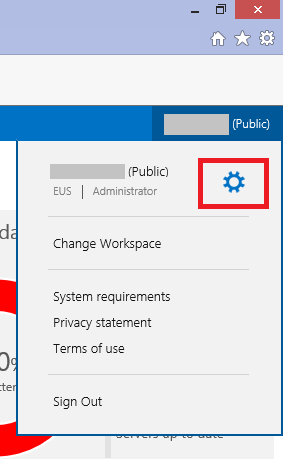 (Public)
(Public)
EUS | Administrator
Change Workspace
System requirements
Privacy statement
Terms of use
Sign Out
da
0%
tter
Servers up to date